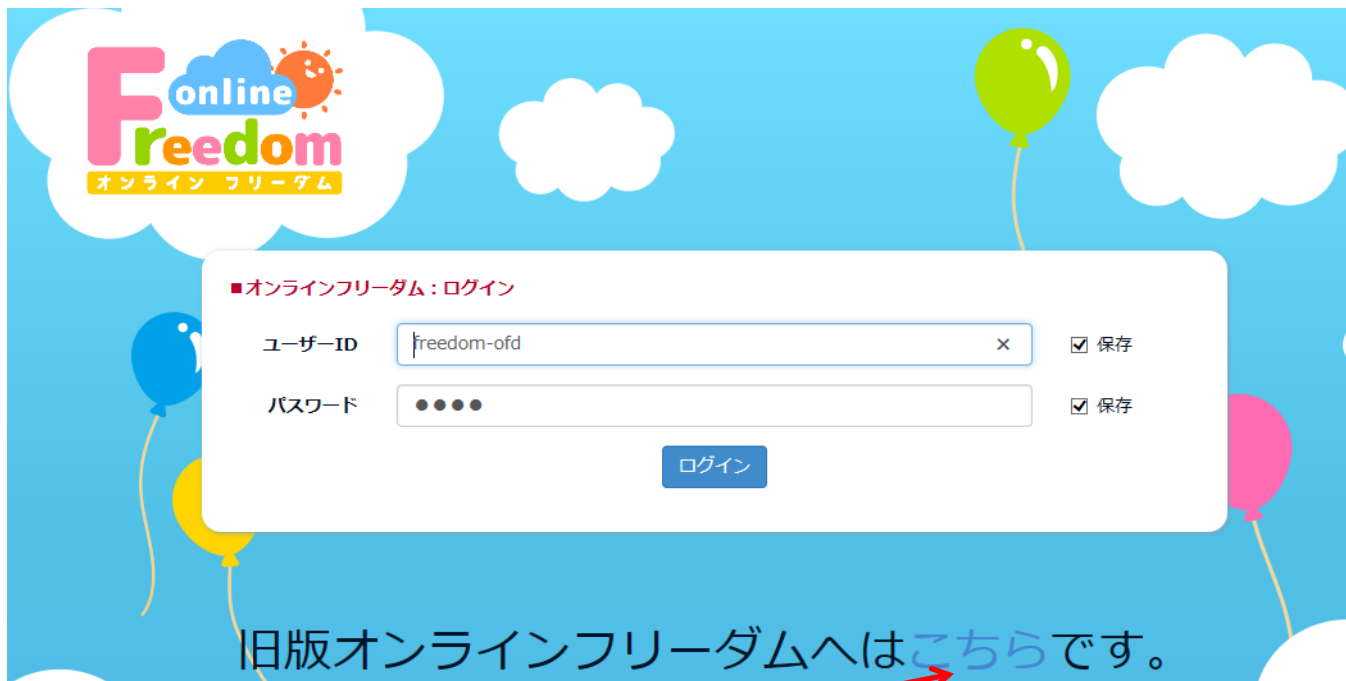 online
Freedom
オンライン フリーダム
■オンラインフリーダム：ログイン
ユーザーID freedom-ofd × 保存
パスワード ●●●● 保存
ログイン
旧版オンラインフリーダムへはこちらです。